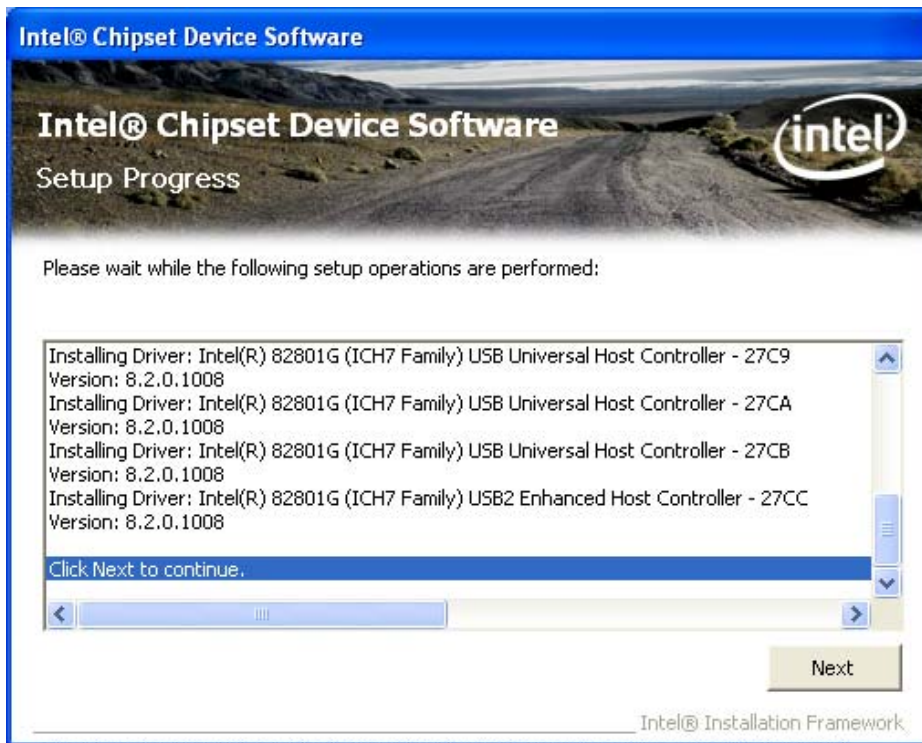 Intel® Chipset Device Software
Intel® Chipset Device Software
intel
Setup Progress
Please wait while the following setup operations are performed:
Installing Driver: Intel(R) 82801G (ICH7 Family) USB Universal Host Controller - 27C9
Version: 8.2.0.1008
Installing Driver: Intel(R) 82801G (ICH7 Family) USB Universal Host Controller - 27CA
Version: 8.2.0.1008
Installing Driver: Intel(R) 82801G (ICH7 Family) USB Universal Host Controller - 27CB
Version: 8.2.0.1008
Installing Driver: Intel(R) 82801G (ICH7 Family) USB2 Enhanced Host Controller - 27CC
Version: 8.2.0.1008
Click Next to continue.
Next
Intel® Installation Framework